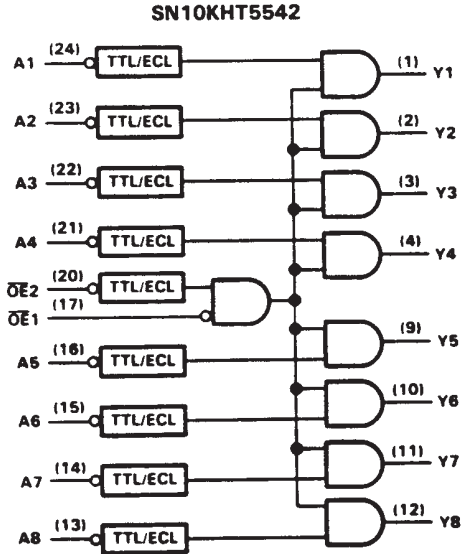 SN10KHT5542
A1 (24) TTL/ECL (1) Y1
A2 (23) TTL/ECL (2) Y2
A3 (22) TTL/ECL (3) Y3
A4 (21) TTL/ECL (4) Y4
O̅E̅2 (20) TTL/ECL
O̅E̅1 (17)
A5 (16) TTL/ECL (9) Y5
A6 (15) TTL/ECL (10) Y6
A7 (14) TTL/ECL (11) Y7
A8 (13) TTL/ECL (12) Y8